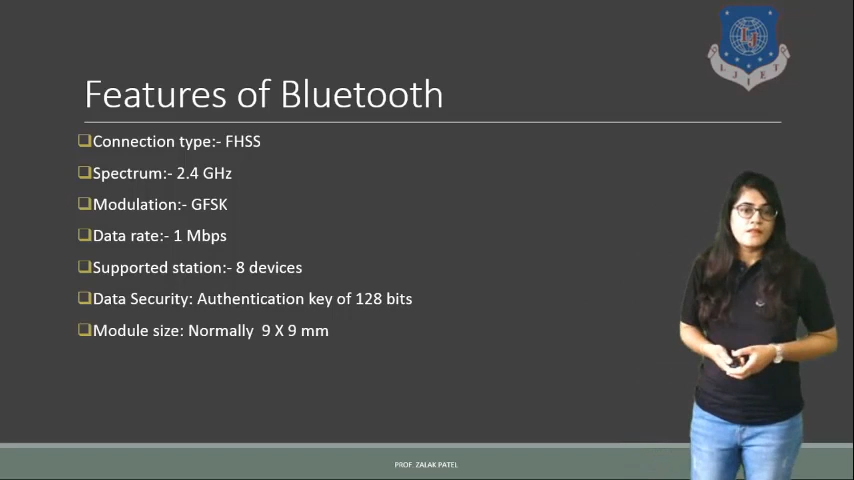 LJIET
Features of Bluetooth
Connection type:- FHSS
Spectrum:- 2.4 GHz
Modulation:- GFSK
Data rate:- 1 Mbps
Supported station:- 8 devices
Data Security: Authentication key of 128 bits
Module size: Normally  9 X 9 mm
PROF. ZALAK PATEL